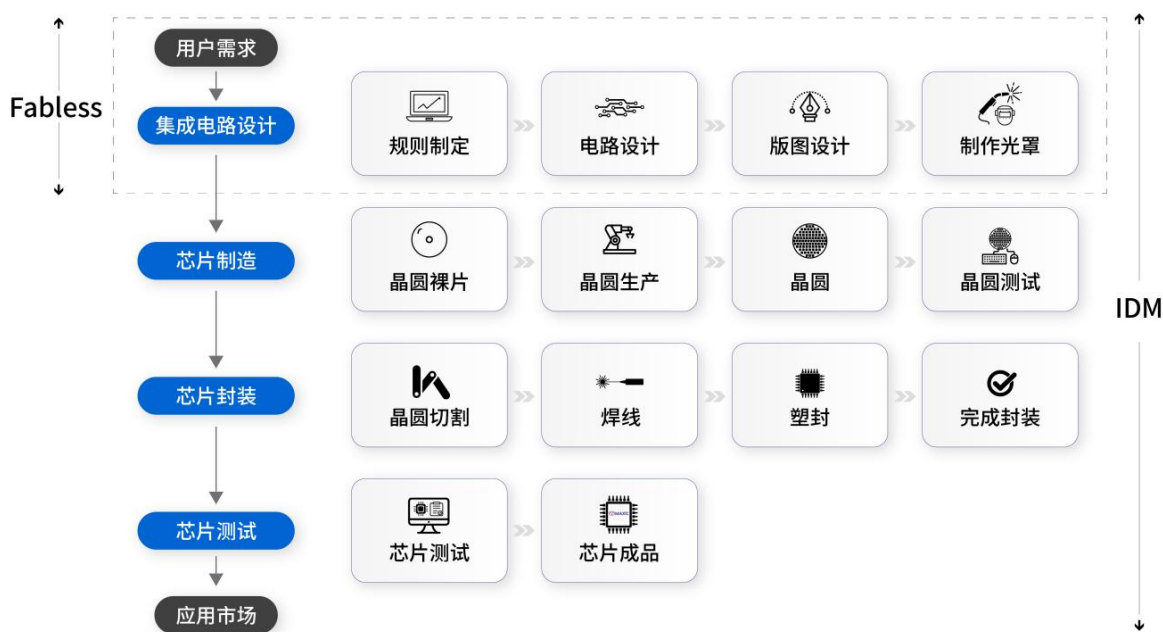 用户需求
Fabless
集成电路设计
规则制定
电路设计
版图设计
制作光罩
芯片制造
晶圆裸片
晶圆生产
晶圆
晶圆测试
IDM
芯片封装
晶圆切割
焊线
塑封
完成封装
芯片测试
芯片测试
芯片成品
应用市场